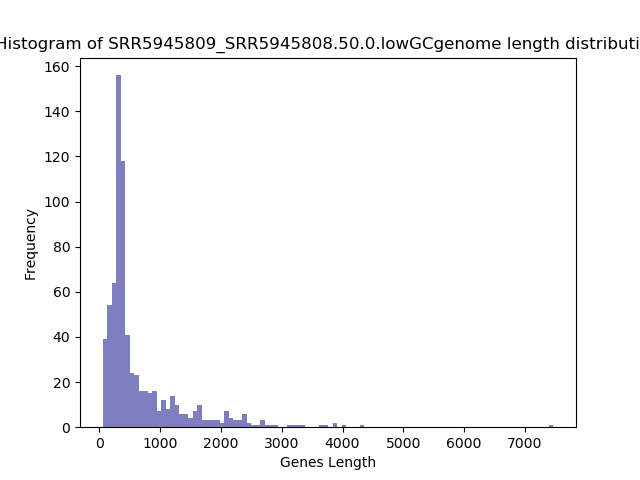 Histogram of SRR5945809_SRR5945808.50.0.lowGCgenome length distributi
160
140
120
100
80
60
40
20
0
Frequency
0 1000 2000 3000 4000 5000 6000 7000
Genes Length